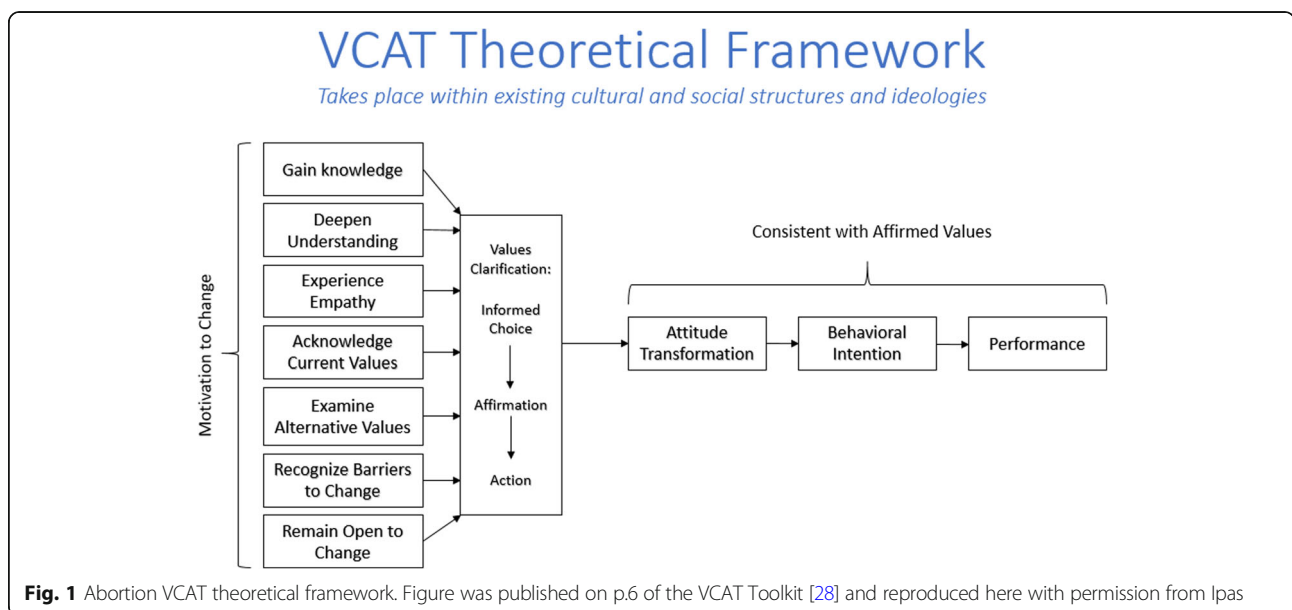 VCAT Theoretical Framework
Takes place within existing cultural and social structures and ideologies
Motivation to Change
Gain knowledge
Deepen
Understanding
Experience
Empathy
Acknowledge
Current Values
Examine
Alternative Values
Recognize Barriers
to Change
Remain Open to
Change
Values
Clarification:
Informed
Choice
Affirmation
Action
Consistent with Affirmed Values
Attitude
Transformation
Behavioral
Intention
Performance
Fig. 1 Abortion VCAT theoretical framework. Figure was published on p.6 of the VCAT Toolkit [28] and reproduced here with permission from Ipas